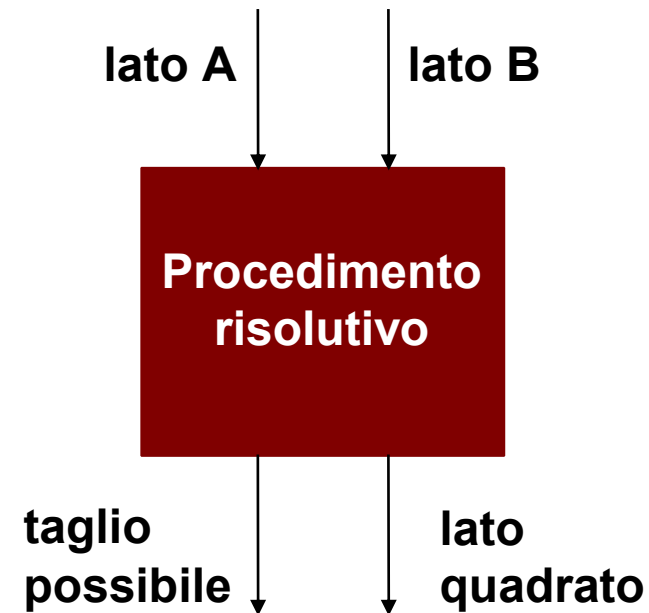 lato A
lato B
Procedimento
risolutivo
taglio
possibile
lato
quadrato